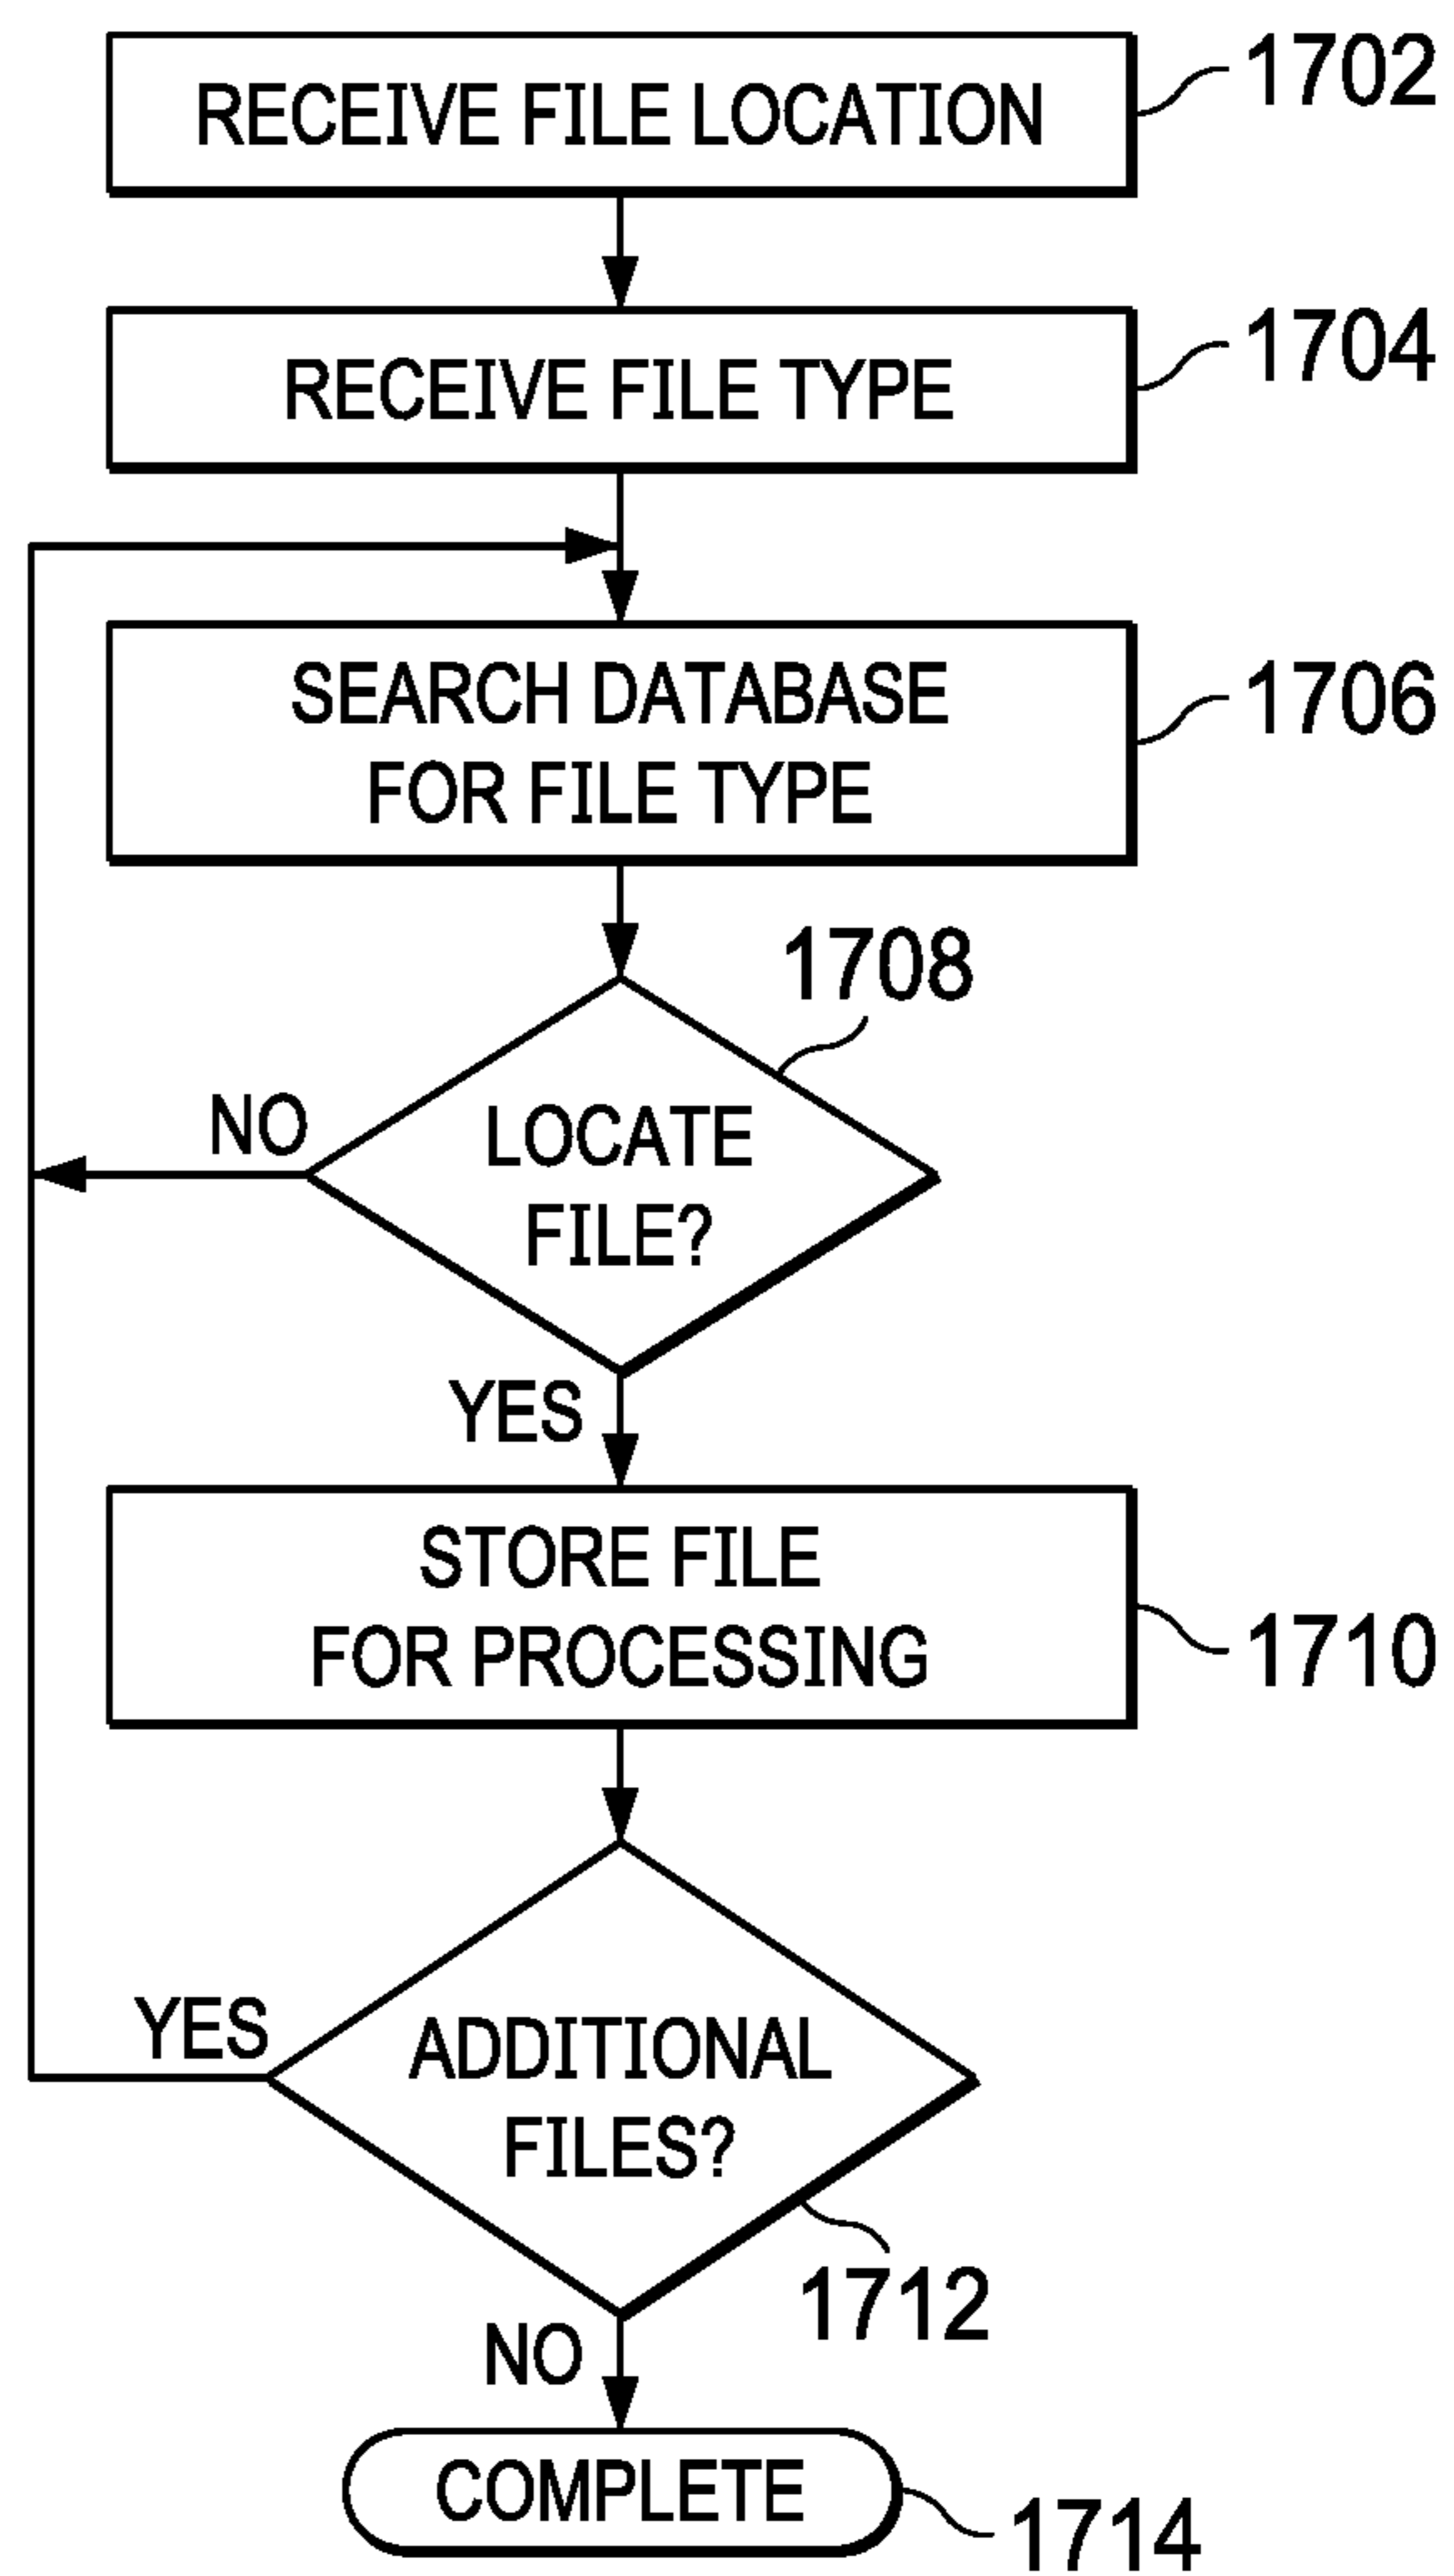 RECEIVE FILE LOCATION
1702
RECEIVE FILE TYPE
1704
SEARCH DATABASE
FOR FILE TYPE
1706
1708
NO
LOCATE
FILE?
YES
STORE FILE
FOR PROCESSING
1710
YES
ADDITIONAL
FILES?
1712
NO
COMPLETE
1714